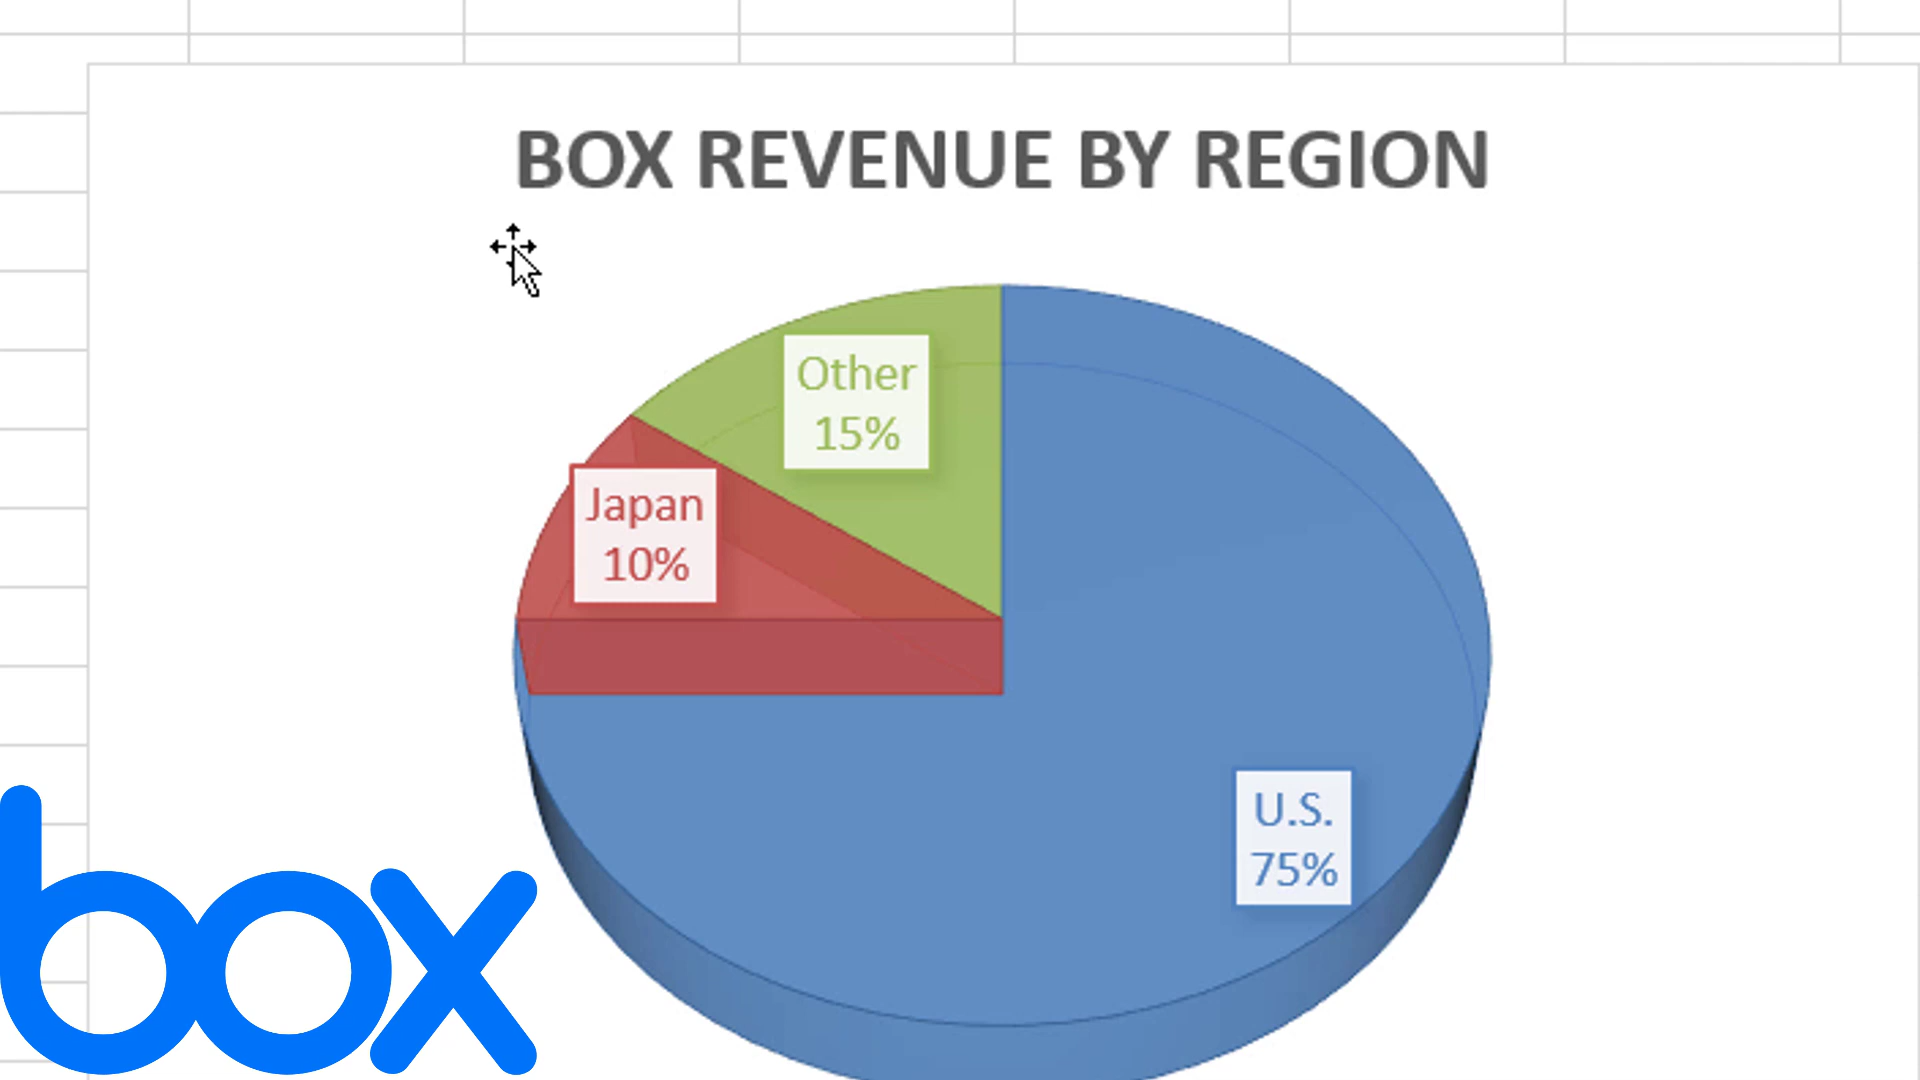 BOX REVENUE BY REGION
Other
15%
Japan
10%
U.S.
75%
box